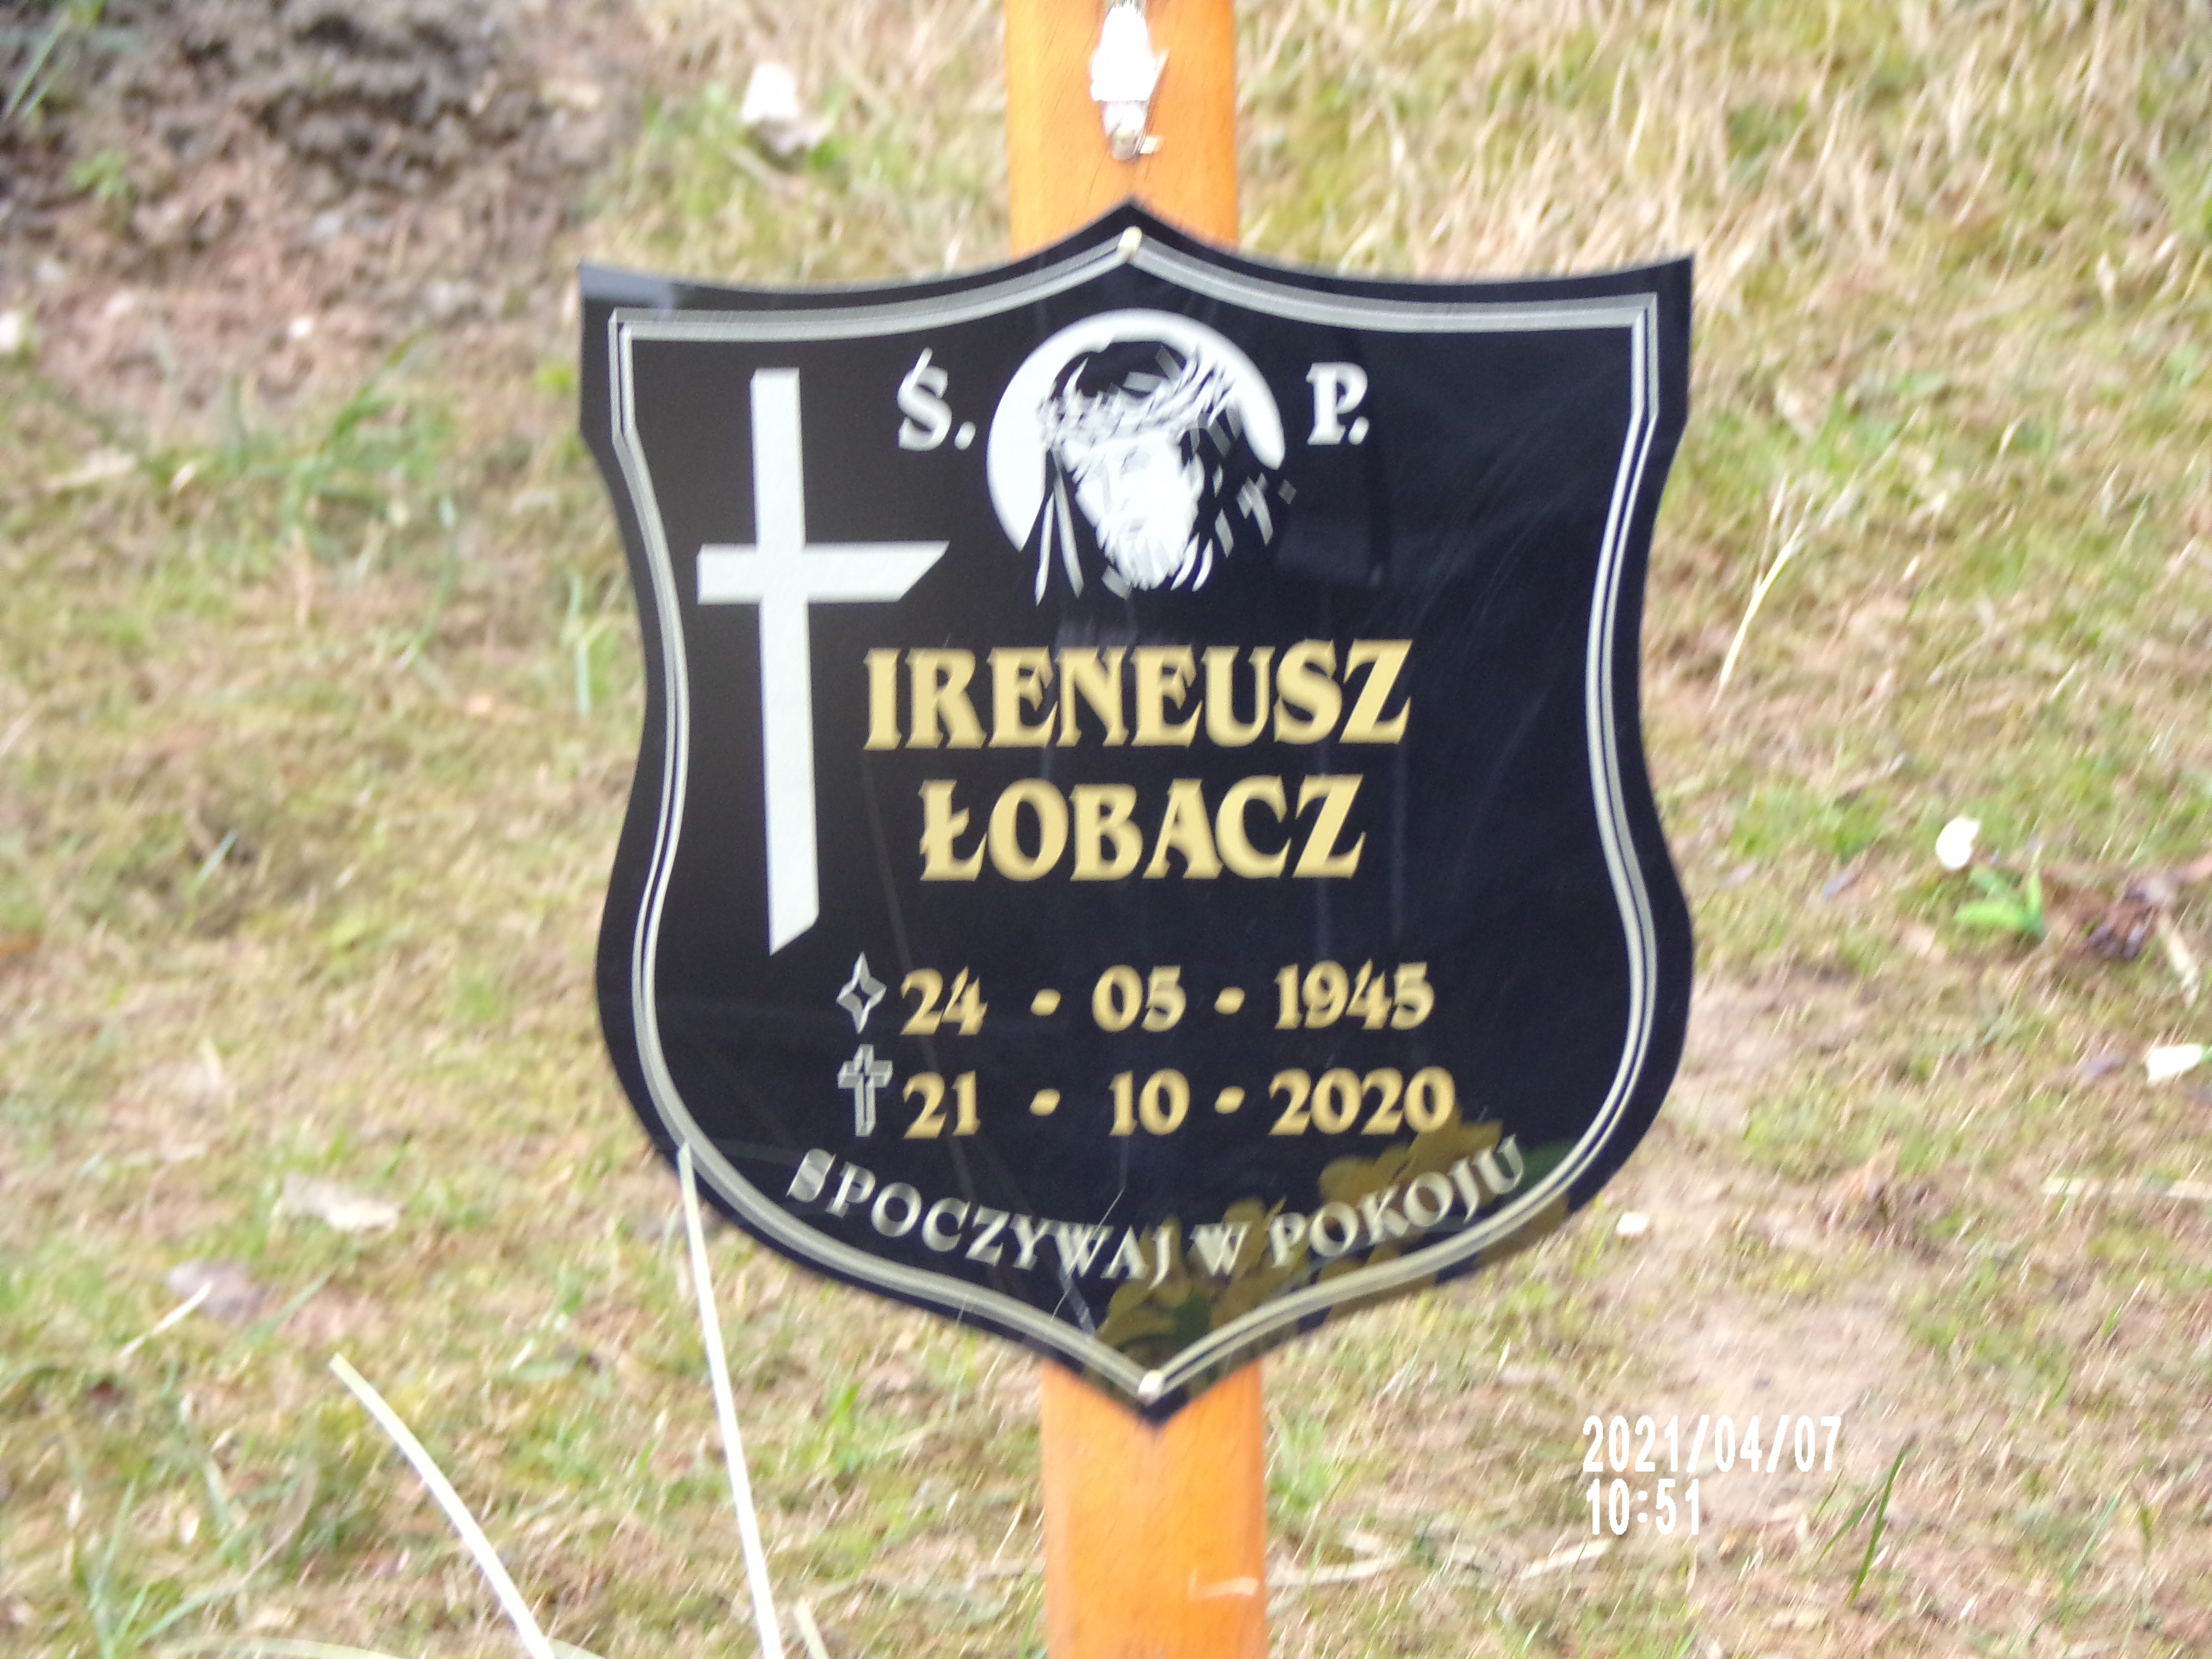 Ś. P.
IRENEUSZ
ŁOBACZ
24 - 05 - 1945
21 - 10 - 2020
SPOCZYWAJ W POKOJU
2021/04/07
10:51